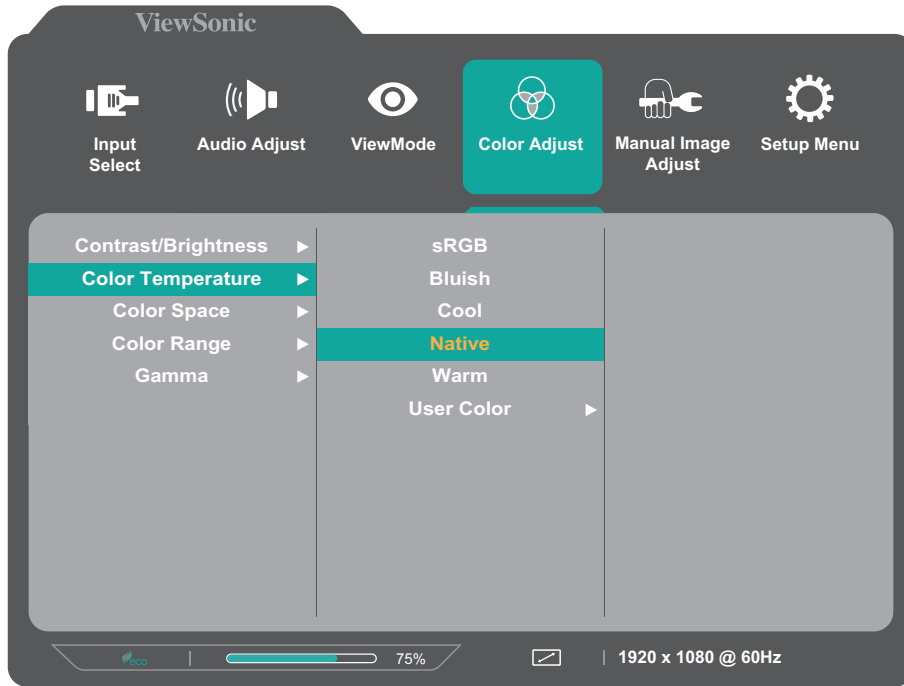 ViewSonic
Input Select
Audio Adjust
ViewMode
Color Adjust
Manual Image Adjust
Setup Menu
Contrast/Brightness
Color Temperature
Color Space
Color Range
Gamma
sRGB
Bluish
Cool
Native
Warm
User Color
eco
75%
1920 x 1080 @ 60Hz